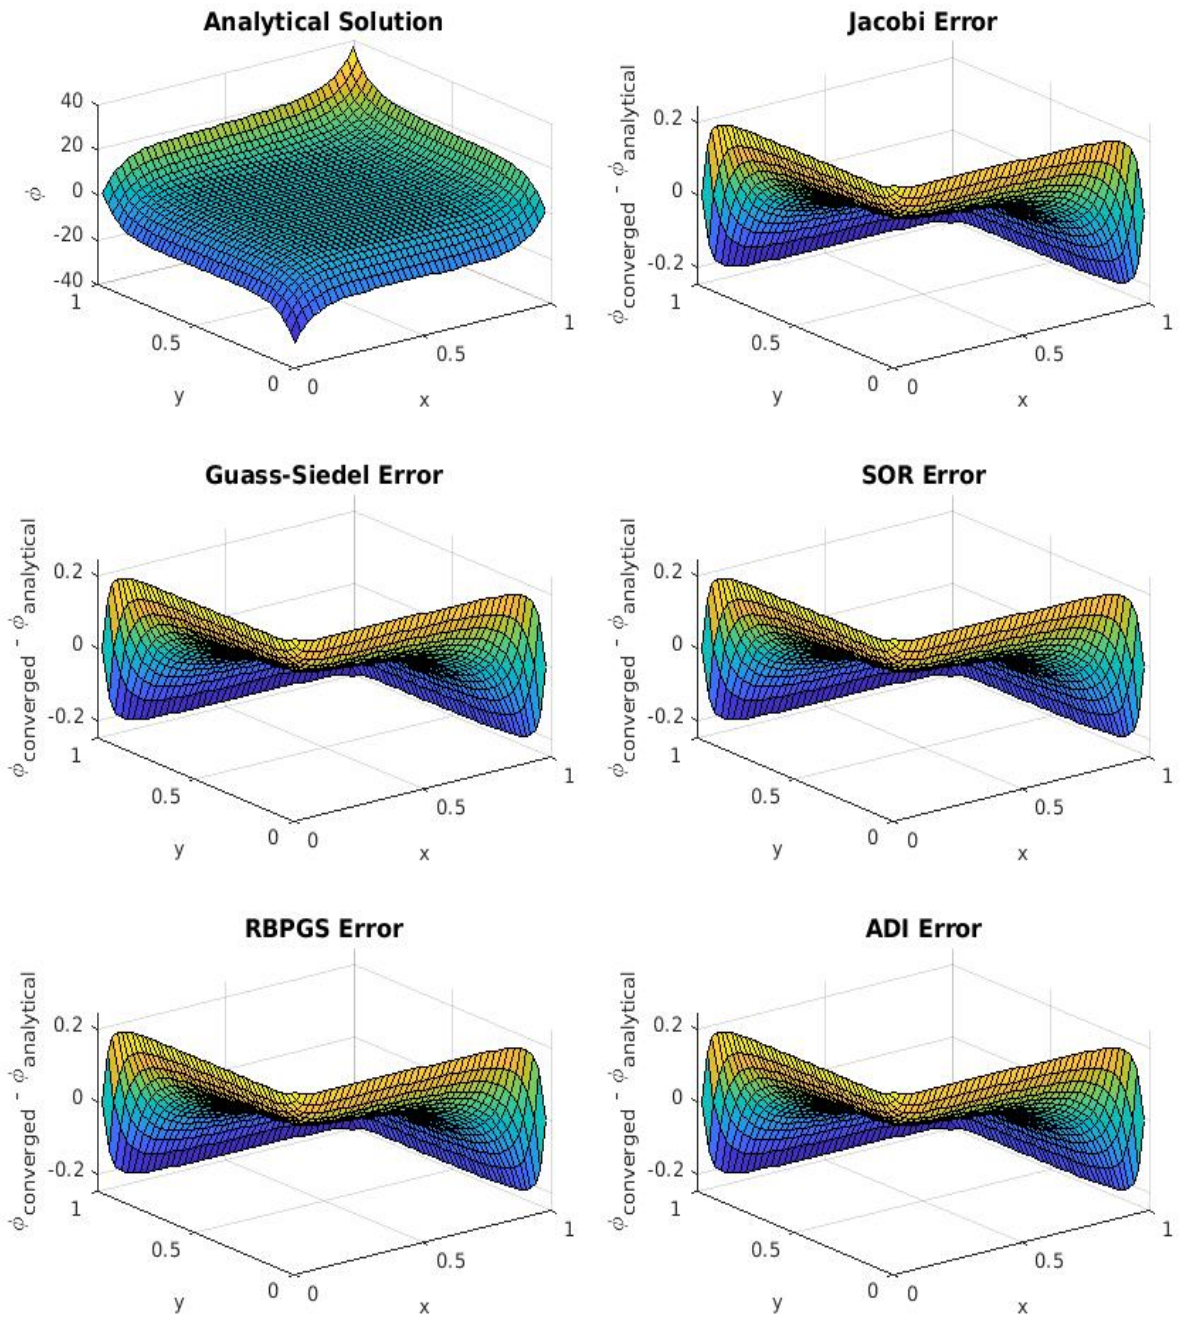 Analytical Solution
40
20
0
-20
-40
ϕ
1
0.5
0
y
0
0.5
1
x
Jacobi Error
0.2
0
-0.2
ϕconverged - ϕanalytical
1
0.5
0
y
0
0.5
1
x
Guass-Siedel Error
0.2
0
-0.2
ϕconverged - ϕanalytical
1
0.5
0
y
0
0.5
1
x
SOR Error
0.2
0
-0.2
ϕconverged - ϕanalytical
1
0.5
0
y
0
0.5
1
x
RBPGS Error
0.2
0
-0.2
ϕconverged - ϕanalytical
1
0.5
0
y
0
0.5
1
x
ADI Error
0.2
0
-0.2
ϕconverged - ϕanalytical
1
0.5
0
y
0
0.5
1
x